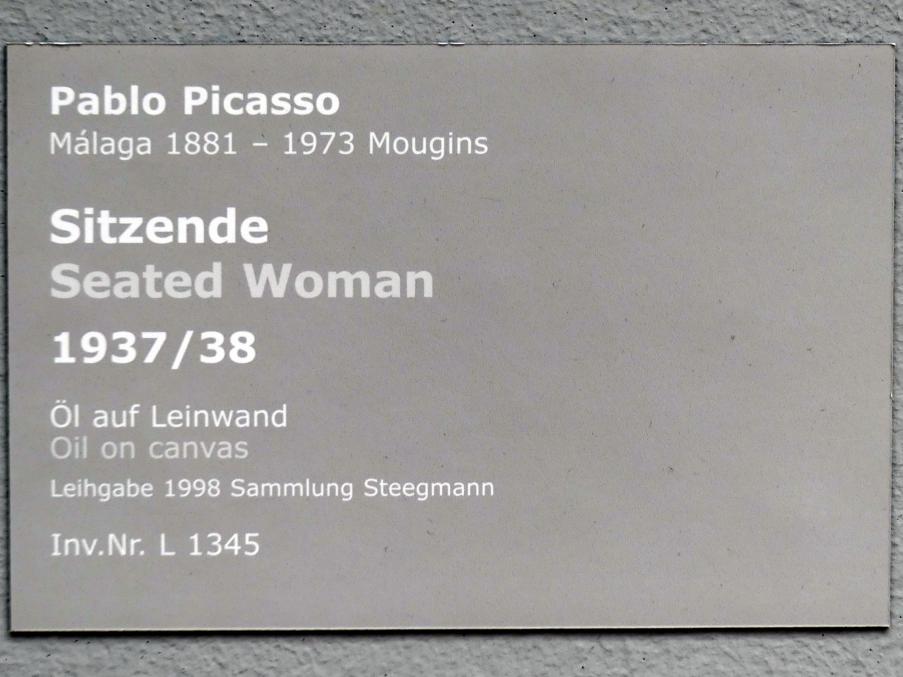 Pablo Picasso
Málaga 1881 – 1973 Mougins
Sitzende
Seated Woman
1937/38
Öl auf Leinwand
Oil on canvas
Leihgabe 1998 Sammlung Steegmann
Inv.Nr. L 1345